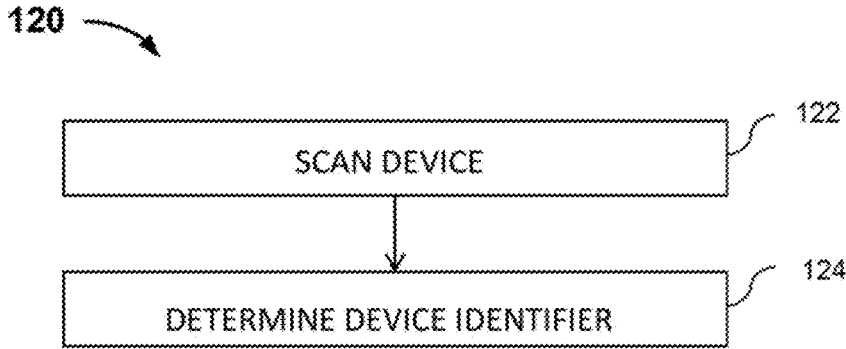 120
122
SCAN DEVICE
124
DETERMINE DEVICE IDENTIFIER